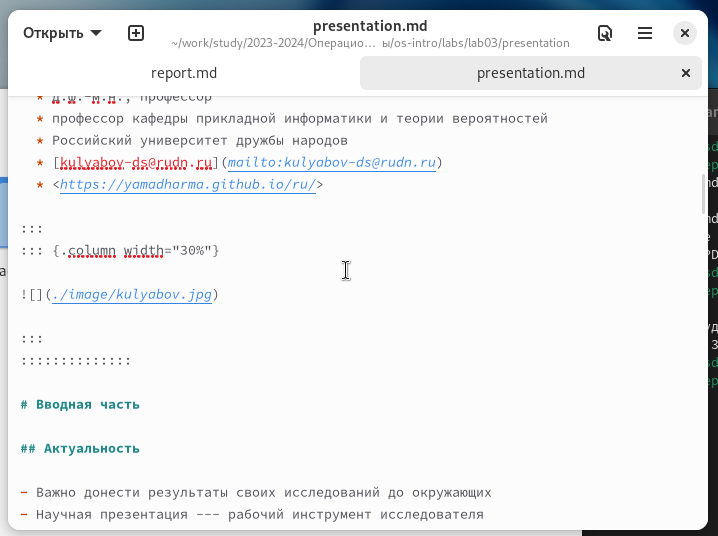 Открыть
presentation.md
~/work/study/2023-2024/Операцио… ы/os-intro/labs/lab03/presentation
report.md
presentation.md
* д.ф.-м.н., профессор
* профессор кафедры прикладной информатики и теории вероятностей
* Российский университет дружбы народов
* [kulyabov-ds@rudn.ru](mailto:kulyabov-ds@rudn.ru)
* <https://yamadharma.github.io/ru/>
:::
::: {.column width="30%"}
![](./image/kulyabov.jpg)
:::
::::::::::::::
# Вводная часть
## Актуальность
- Важно донести результаты своих исследований до окружающих
- Научная презентация --- рабочий инструмент исследователя